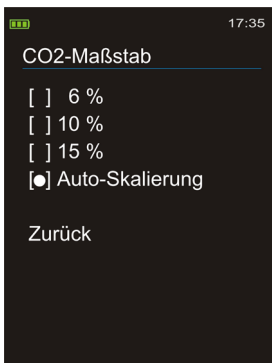 17:35
CO2-Maßstab
[ ] 6 %
[ ] 10 %
[ ] 15 %
[●] Auto-Skalierung
Zurück